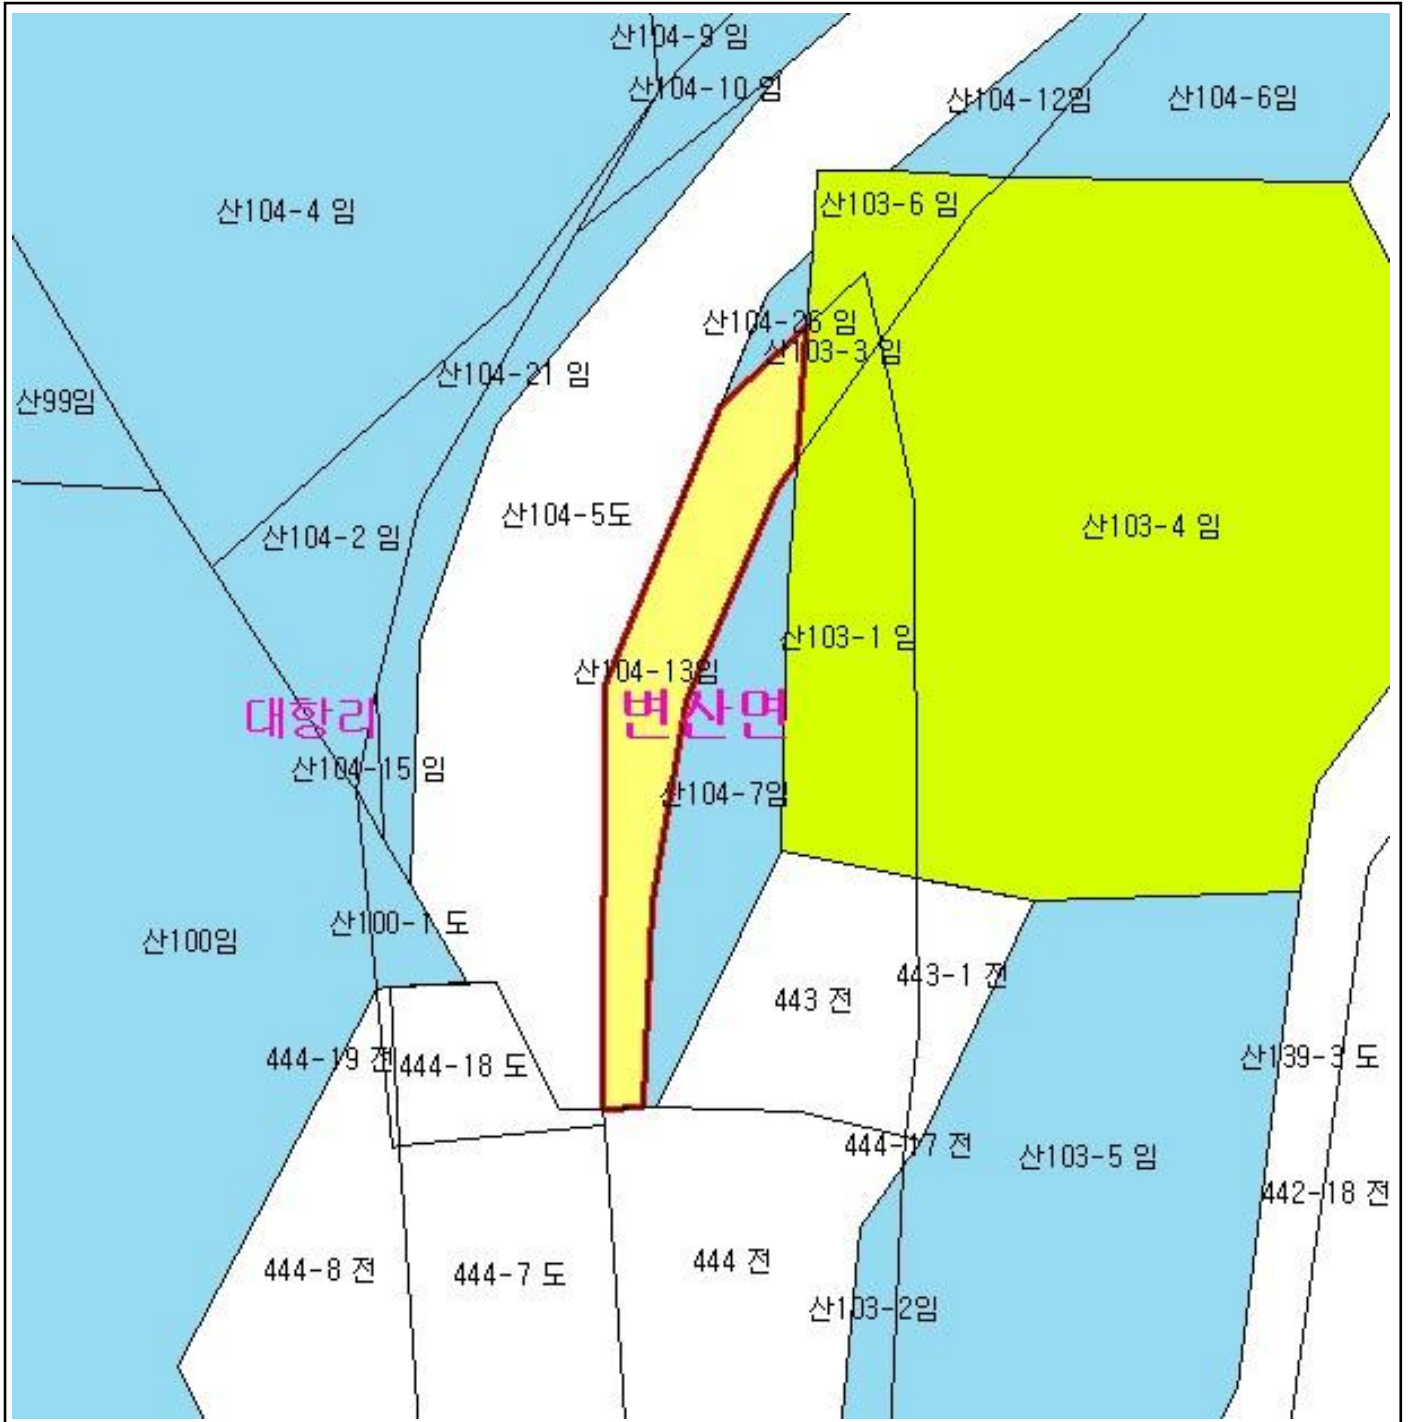 산104-9 임
산104-10 임
산104-12임
산104-6임
산104-4 임
산103-6 임
산104-26 임
산103-3 임
산104-21 임
산99임
산104-5도
산104-2 임
산103-4 임
산103-1 임
산104-13임
대항리
변산면
산104-15 임
산104-7임
산100-1 도
산100임
443-1 전
443 전
444-19 전
444-18 도
산139-3 도
444-17 전
산103-5 임
442-18 전
444-8 전
444-7 도
444 전
산103-2임